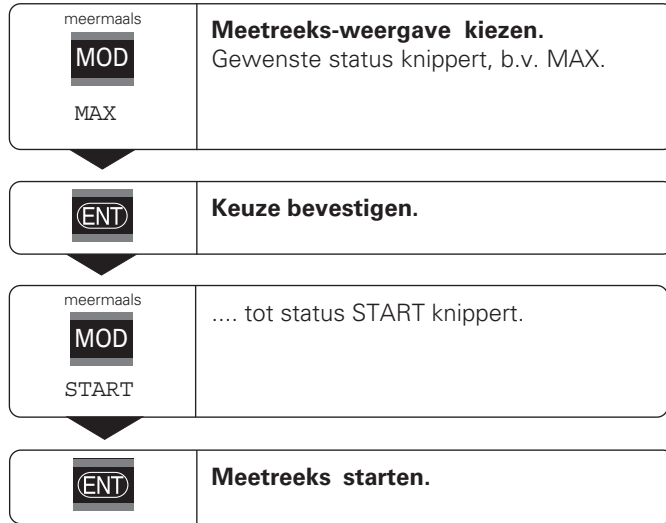 meermaals
MOD
MAX
Meetreeks-weergave kiezen.
Gewenste status knippert, b.v. MAX.
ENT
Keuze bevestigen.
meermaals
MOD
START
.... tot status START knippert.
ENT
Meetreeks starten.